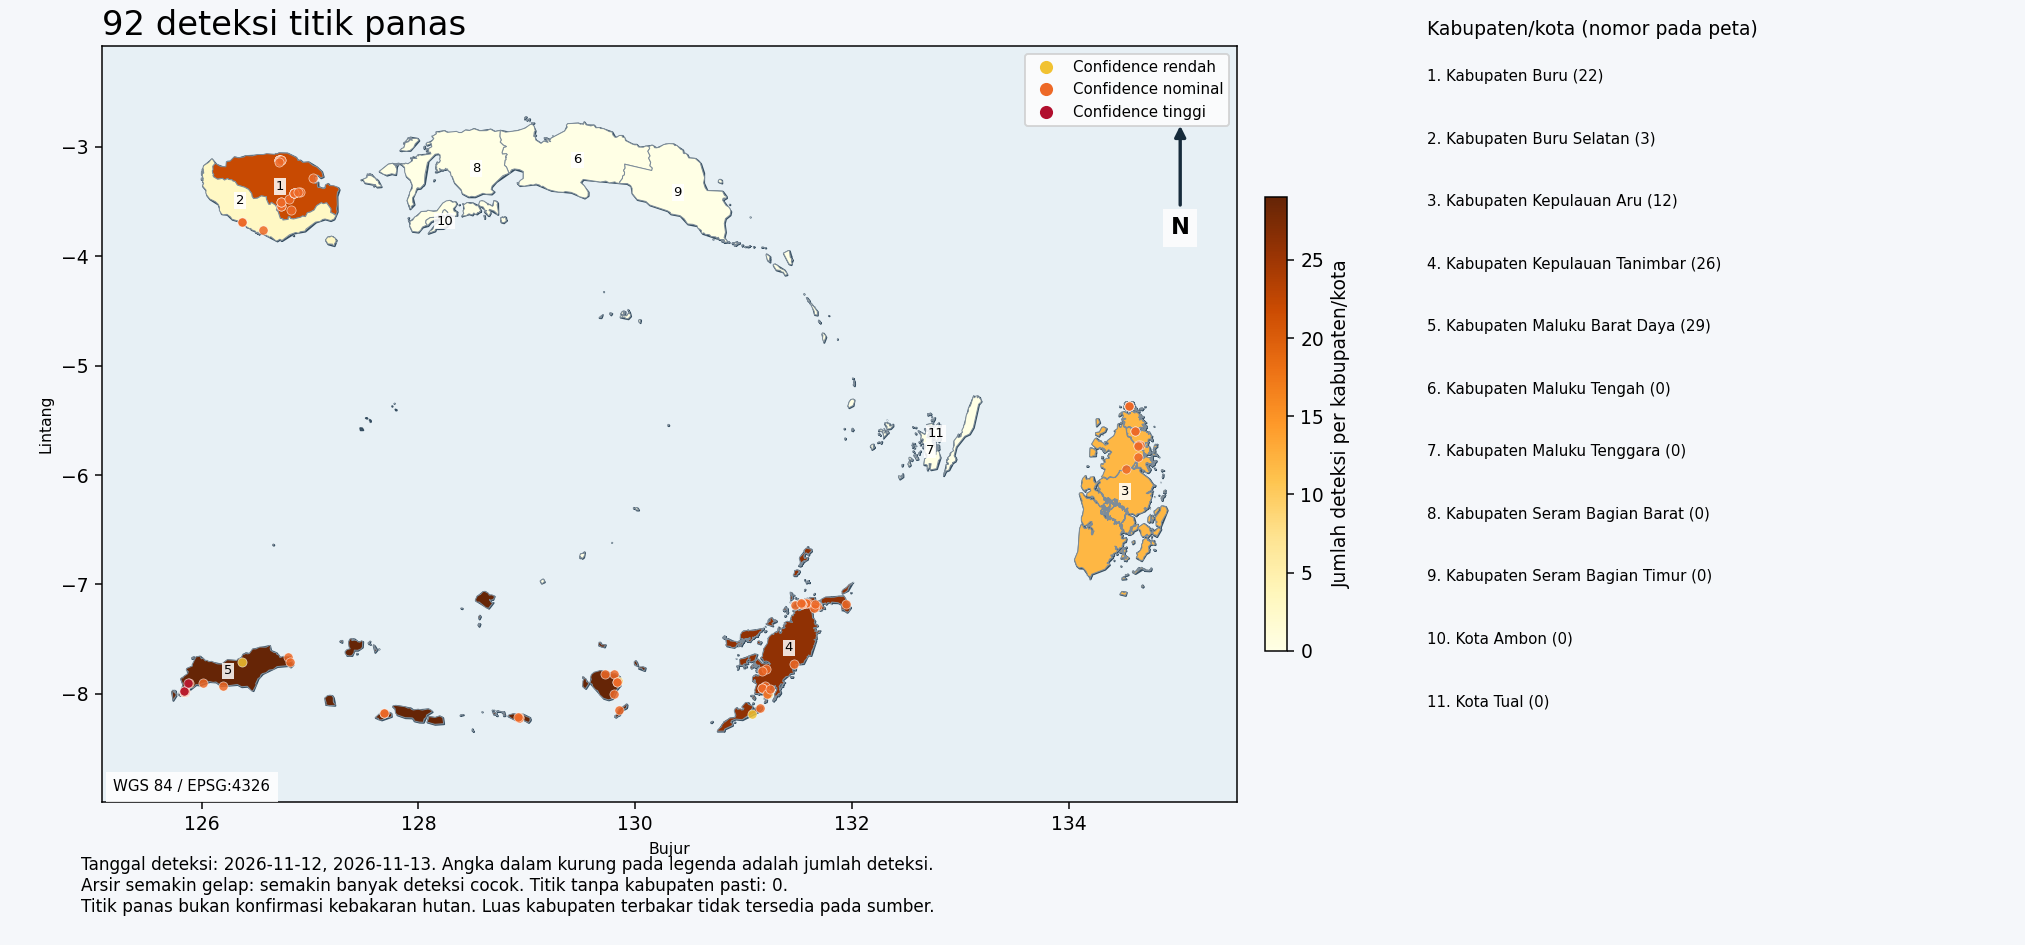 92 deteksi titik panas
Confidence rendah
Confidence nominal
Confidence tinggi
N
−3
−4
−5
−6
−7
−8
Lintang
1
2
8
6
9
10
11
7
3
4
5
WGS 84 / EPSG:4326
126
128
130
132
134
Bujur
25
20
15
10
5
0
Jumlah deteksi per kabupaten/kota
Kabupaten/kota (nomor pada peta)
1. Kabupaten Buru (22)
2. Kabupaten Buru Selatan (3)
3. Kabupaten Kepulauan Aru (12)
4. Kabupaten Kepulauan Tanimbar (26)
5. Kabupaten Maluku Barat Daya (29)
6. Kabupaten Maluku Tengah (0)
7. Kabupaten Maluku Tenggara (0)
8. Kabupaten Seram Bagian Barat (0)
9. Kabupaten Seram Bagian Timur (0)
10. Kota Ambon (0)
11. Kota Tual (0)
Tanggal deteksi: 2026-11-12, 2026-11-13. Angka dalam kurung pada legenda adalah jumlah deteksi.
Arsir semakin gelap: semakin banyak deteksi cocok. Titik tanpa kabupaten pasti: 0.
Titik panas bukan konfirmasi kebakaran hutan. Luas kabupaten terbakar tidak tersedia pada sumber.